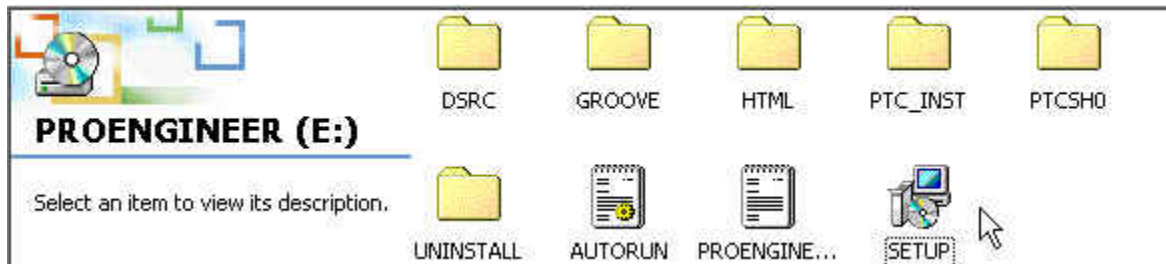 DSRC GROOVE HTML PTC_INST PTCSH0
PROENGINEER (E:)
Select an item to view its description.
UNINSTALL AUTORUN PROENGINE... SETUP